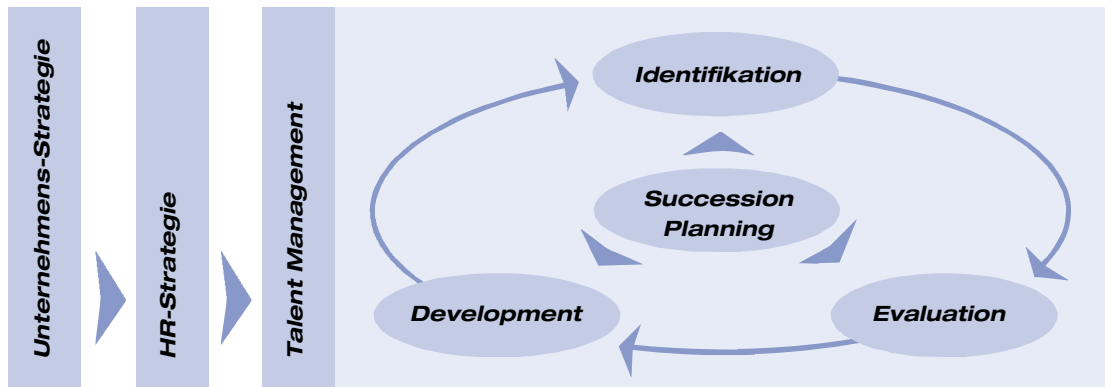 Unternehmens-Strategie
HR-Strategie
Talent Management
Identifikation
Succession
Planning
Development
Evaluation